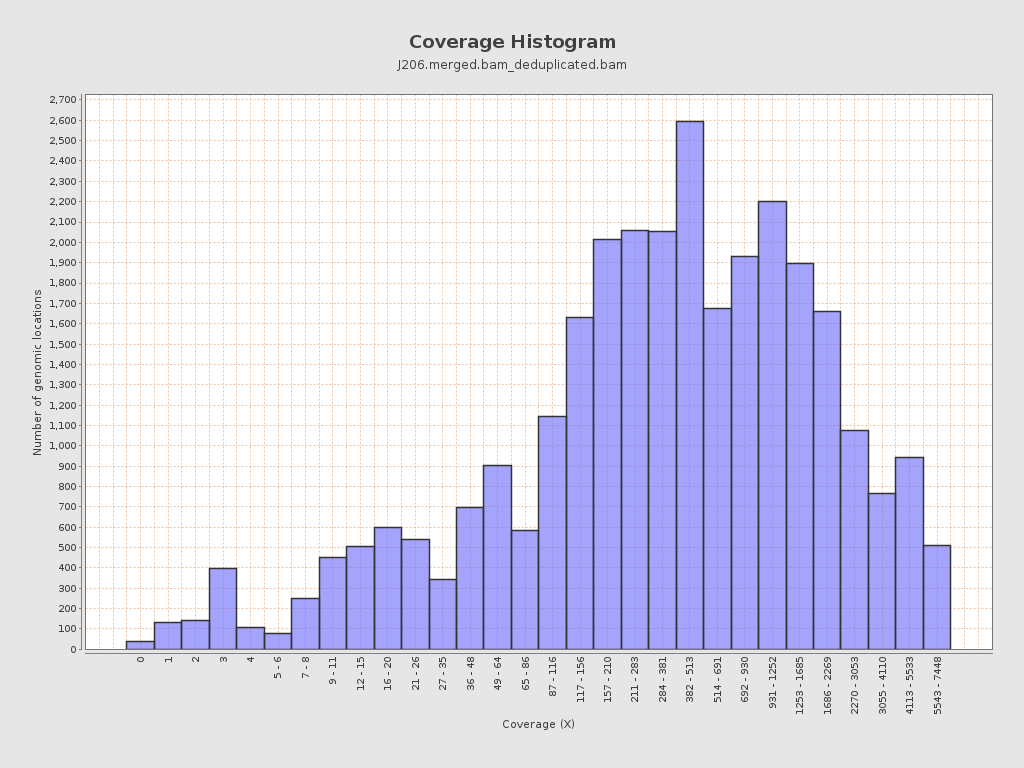 Coverage Histogram
J206.merged.bam_deduplicated.bam
Number of genomic locations
2,700
2,600
2,500
2,400
2,300
2,200
2,100
2,000
1,900
1,800
1,700
1,600
1,500
1,400
1,300
1,200
1,100
1,000
900
800
700
600
500
400
300
200
100
0
0
1
2
3
4
5 - 6
7 - 8
9 - 11
12 - 15
16 - 20
21 - 26
27 - 35
36 - 48
49 - 64
65 - 86
87 - 116
117 - 156
157 - 210
211 - 283
284 - 381
382 - 513
514 - 691
692 - 930
931 - 1252
1253 - 1685
1686 - 2269
2270 - 3053
3055 - 4110
4113 - 5533
5543 - 7448
Coverage (X)